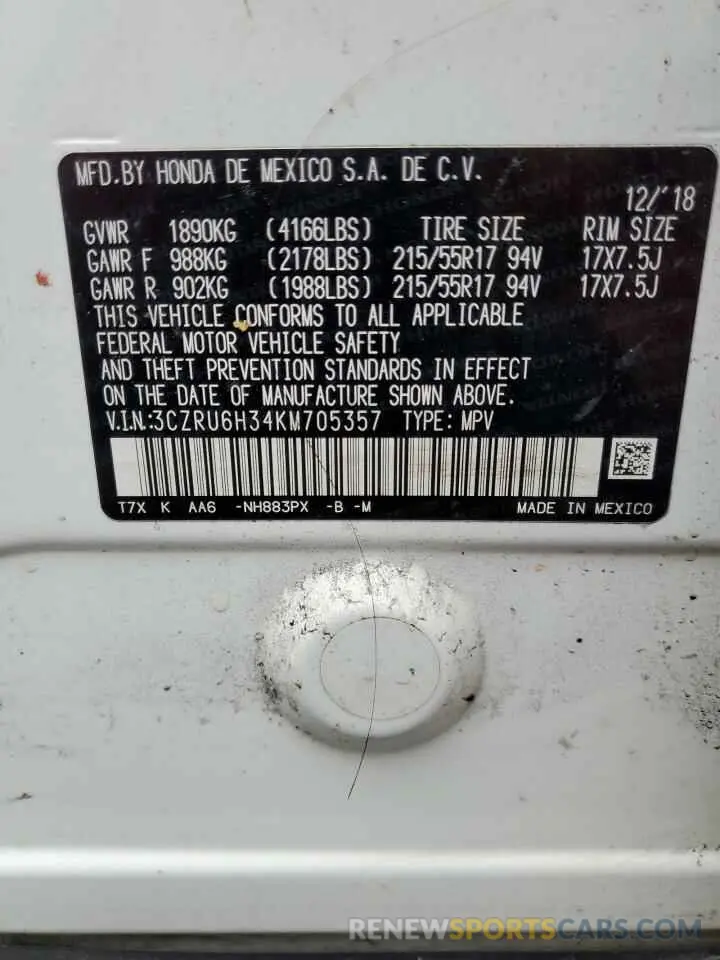 MFD.BY HONDA DE MEXICO S.A. DE C.V.
12/'18
GVWR 1890KG (4166LBS) TIRE SIZE RIM SIZE
GAWR F 988KG (2178LBS) 215/55R17 94V 17X7.5J
GAWR R 902KG (1988LBS) 215/55R17 94V 17X7.5J
THIS VEHICLE CONFORMS TO ALL APPLICABLE
FEDERAL MOTOR VEHICLE SAFETY
AND THEFT PREVENTION STANDARDS IN EFFECT
ON THE DATE OF MANUFACTURE SHOWN ABOVE.
V.I.N.:3CZRU6H34KM705357 TYPE: MPV
T7X K AA6 -NH883PX -B -M MADE IN MEXICO
RENEWSPORTSCAR.COM